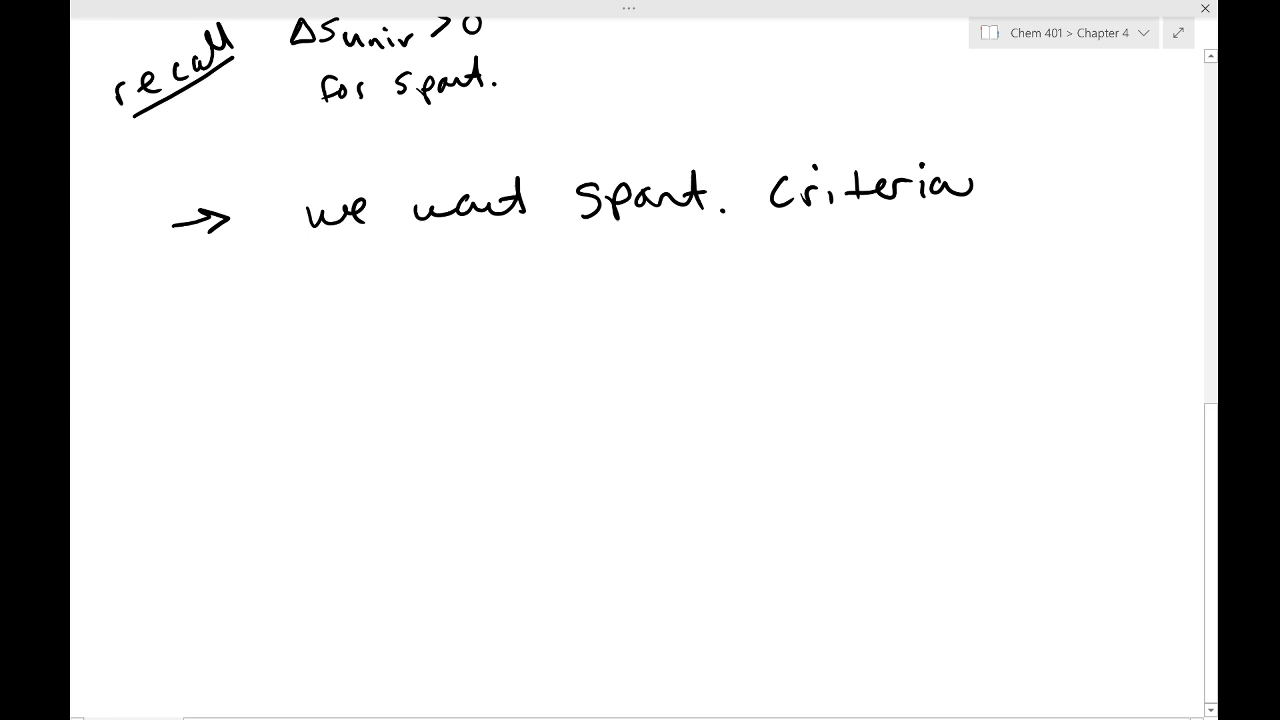 Chem 401 > Chapter 4
recall ΔSuniv > 0
for spont.
→ we want spont. criteria